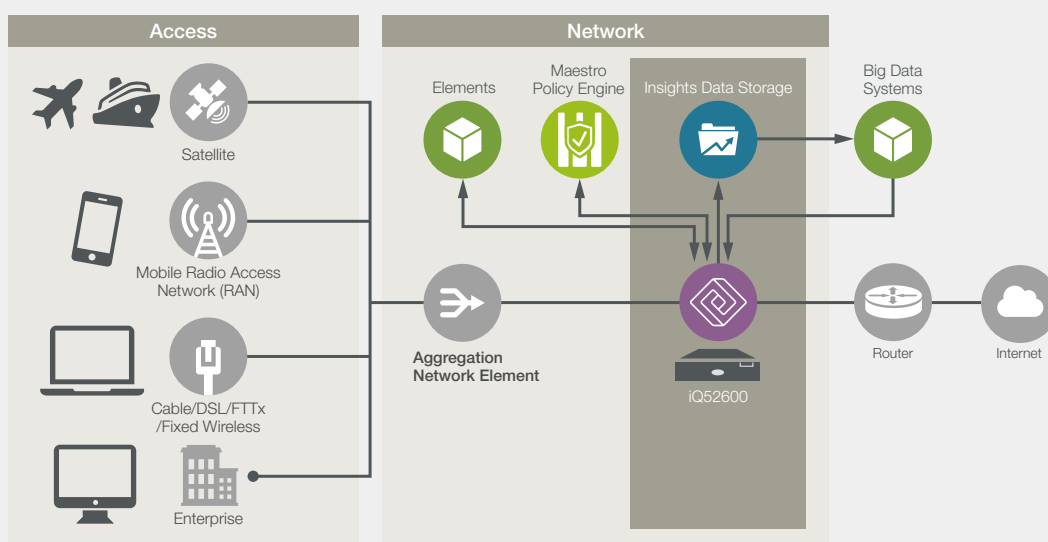 Access
Satellite
Mobile Radio Access
Network (RAN)
Cable/DSL/FTTx
/Fixed Wireless
Enterprise
Network
Elements
Maestro
Policy Engine
Insights Data Storage
Big Data
Systems
Aggregation
Network Element
iQ52600
Router
Internet